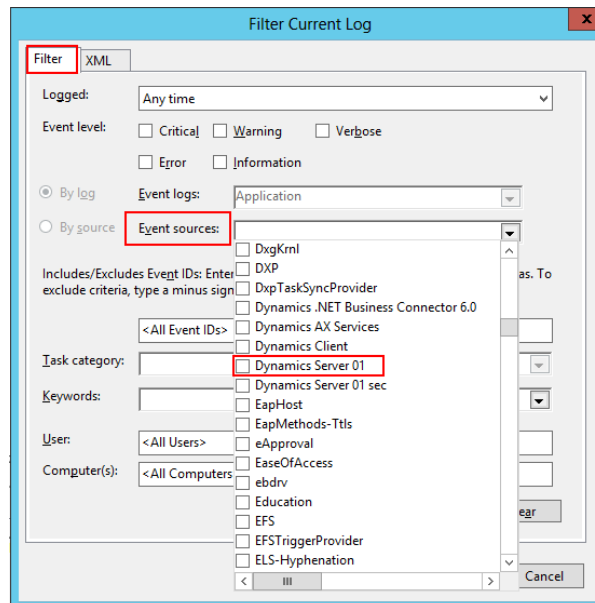 Filter Current Log
x
Filter XML
Logged: Any time
Event level: Critical Warning Verbose
Error Information
By log Event logs: Application
By source Event sources:
DxgKrnl
DXP
Includes/Excludes Event IDs: Enter as. To
DxpTaskSyncProvider
exclude criteria, type a minus sign
Dynamics .NET Business Connector 6.0
<All Event IDs> Dynamics AX Services
Dynamics Client
Task category: Dynamics Server 01
Dynamics Server 01 sec
Keywords: EapHost
EapMethods-Ttls
User: <All Users> eApproval
EaseOfAccess
Computer(s): <All Computers
ebdrv
Education
ear
EFS
EFSTriggerProvider
ELS-Hyphenation
Cancel